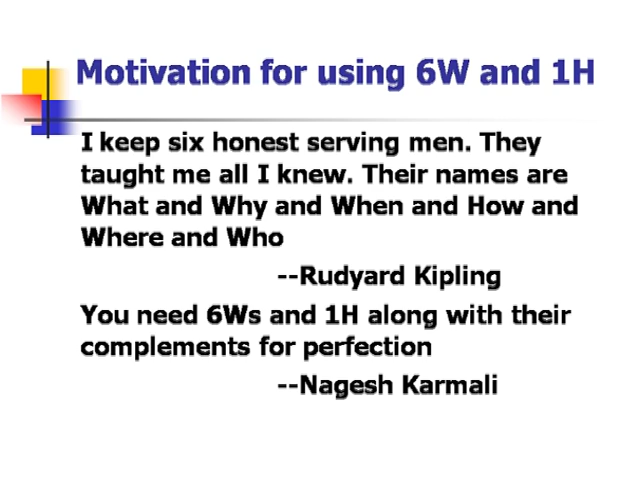 Motivation for using 6W and 1H
I keep six honest serving men. They
taught me all I knew. Their names are
What and Why and When and How and
Where and Who
--Rudyard Kipling
You need 6Ws and 1H along with their
complements for perfection
--Nagesh Karmali